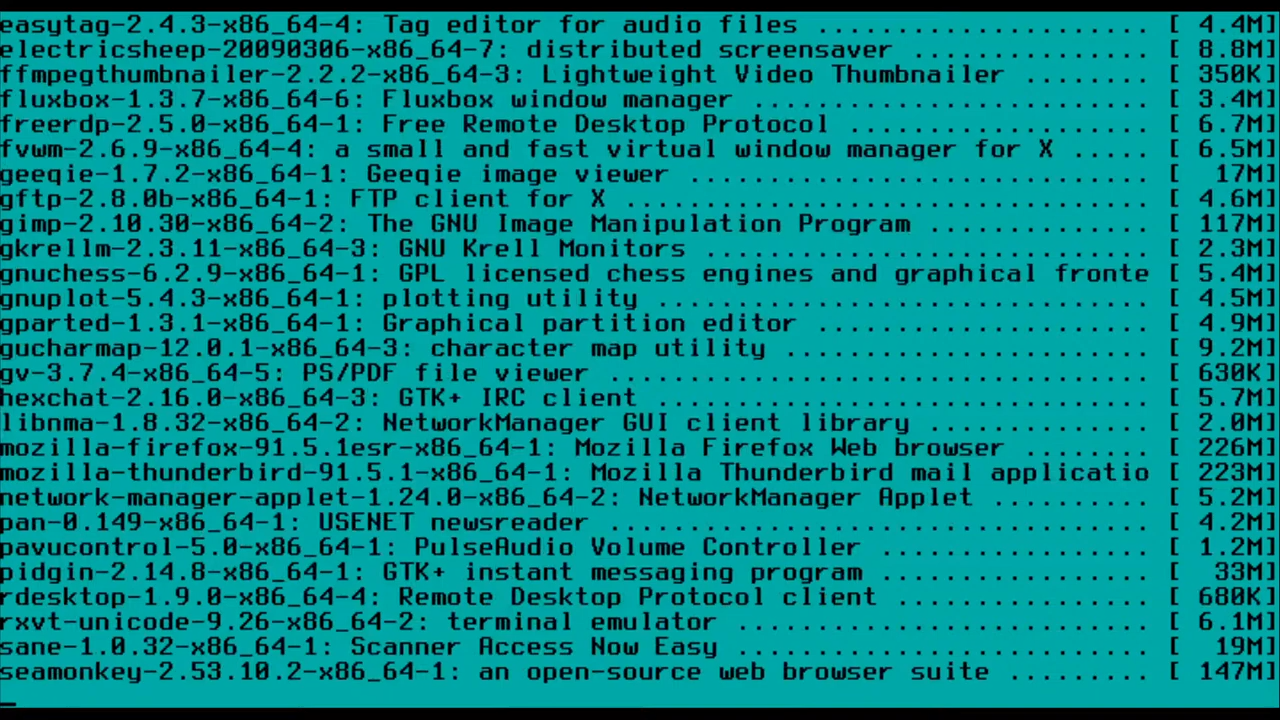 easytag-2.4.3-x86_64-4: Tag editor for audio files ...................... [ 4.4M]
electricsheep-20090306-x86_64-7: distributed screensaver ................ [ 8.8M]
ffmpegthumbnailer-2.2.2-x86_64-3: Lightweight Video Thumbnailer ......... [ 350K]
fluxbox-1.3.7-x86_64-6: Fluxbox window manager .......................... [ 3.4M]
freerdp-2.5.0-x86_64-1: Free Remote Desktop Protocol .................... [ 6.7M]
fvwm-2.6.9-x86_64-4: a small and fast virtual window manager for X ...... [ 6.5M]
geeqie-1.7.2-x86_64-1: Geeqie image viewer .............................. [  17M]
gftp-2.8.0b-x86_64-1: FTP client for X .................................. [ 4.6M]
gimp-2.10.30-x86_64-2: The GNU Image Manipulation Program ............... [ 117M]
gkrellm-2.3.11-x86_64-3: GNU Krell Monitors ............................. [ 2.3M]
gnuchess-6.2.9-x86_64-1: GPL licensed chess engines and graphical fronte  [ 5.4M]
gnuplot-5.4.3-x86_64-1: plotting utility ................................ [ 4.5M]
gparted-1.3.1-x86_64-1: Graphical partition editor ...................... [ 4.9M]
gucharmap-12.0.1-x86_64-3: character map utility ........................ [ 9.2M]
gv-3.7.4-x86_64-5: PS/PDF file viewer ................................... [ 630K]
hexchat-2.16.0-x86_64-3: GTK+ IRC client ................................ [ 5.7M]
libnma-1.8.32-x86_64-2: NetworkManager GUI client library ............... [ 2.0M]
mozilla-firefox-91.5.1esr-x86_64-1: Mozilla Firefox Web browser ......... [ 226M]
mozilla-thunderbird-91.5.1-x86_64-1: Mozilla Thunderbird mail applicatio  [ 223M]
network-manager-applet-1.24.0-x86_64-2: NetworkManager Applet ........... [ 5.2M]
pan-0.149-x86_64-1: USENET newsreader ................................... [ 4.2M]
pavucontrol-5.0-x86_64-1: PulseAudio Volume Controller .................. [ 1.2M]
pidgin-2.14.8-x86_64-1: GTK+ instant messaging program .................. [  33M]
rdesktop-1.9.0-x86_64-4: Remote Desktop Protocol client ................. [ 680K]
rxvt-unicode-9.26-x86_64-2: terminal emulator ........................... [ 6.1M]
sane-1.0.32-x86_64-1: Scanner Access Now Easy ........................... [  19M]
seamonkey-2.53.10.2-x86_64-1: an open-source web browser suite .......... [ 147M]